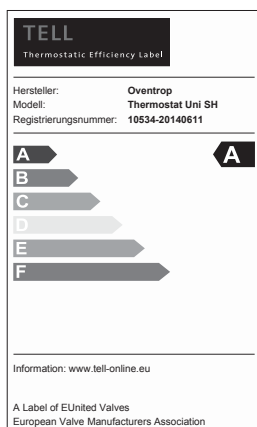 TELL
Thermostatic Efficiency Label
Hersteller: Oventrop
Modell: Thermostat Uni SH
Registrierungsnummer: 10534-20140611
A A
B
C
D
E
F
Information: www.tell-online.eu
A Label of EUnited Valves
European Valve Manufacturers Association